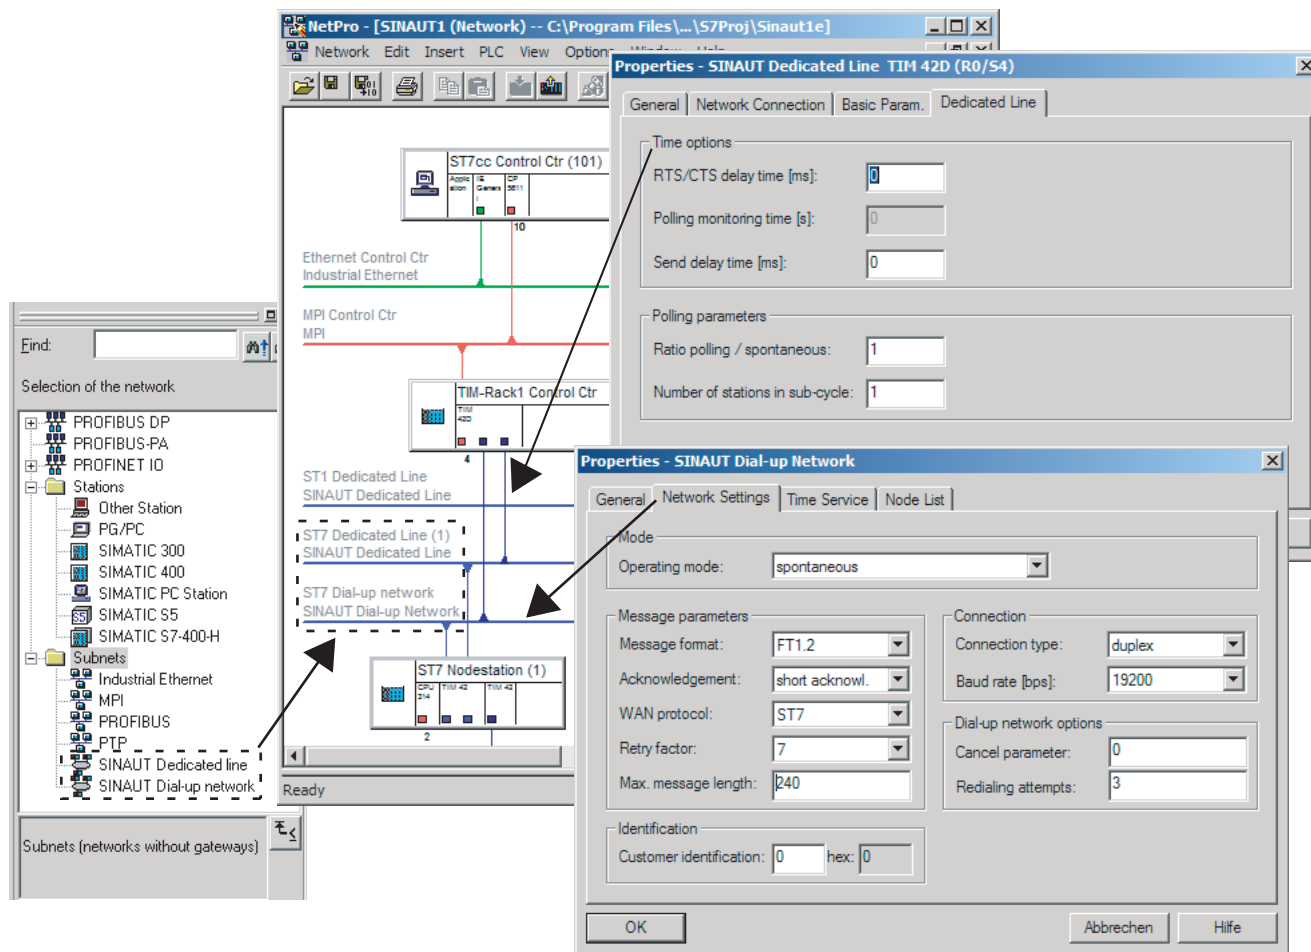 NetPro - [SINAUT1 (Network) -- C:\Program Files\...\S7Proj\Sinaut1e]
Network Edit Insert PLC View Option
ST7cc Control Ctr (101)
Applic ation
IE Genera l
CP 5611
10
Ethernet Control Ctr
Industrial Ethernet
MPI Control Ctr
MPI
TIM-Rack1 Control Ctr
TIM 42D
4
ST1 Dedicated Line
SINAUT Dedicated Line
ST7 Dedicated Line (1)
SINAUT Dedicated Line
ST7 Dial-up network
SINAUT Dial-up Network
ST7 Nodestation (1)
CPU 314
TIM 42
TIM 42
2
Ready
Find:
Selection of the network
PROFIBUS DP
PROFIBUS-PA
PROFINET IO
Stations
Other Station
PG/PC
SIMATIC 300
SIMATIC 400
SIMATIC PC Station
SIMATIC S5
SIMATIC S7-400-H
Subnets
Industrial Ethernet
MPI
PROFIBUS
PTP
SINAUT Dedicated line
SINAUT Dial-up network
Subnets (networks without gateways)
Properties - SINAUT Dedicated Line TIM 42D (R0/S4)
General Network Connection Basic Param. Dedicated Line
Time options
RTS/CTS delay time [ms]: 0
Polling monitoring time [s]: 0
Send delay time [ms]: 0
Polling parameters
Ratio polling / spontaneous: 1
Number of stations in sub-cycle: 1
Properties - SINAUT Dial-up Network
General Network Settings Time Service Node List
Mode
Operating mode: spontaneous
Message parameters
Message format: FT1.2
Acknowledgement: short acknowl.
WAN protocol: ST7
Retry factor: 7
Max. message length: 240
Identification
Customer identification: 0 hex: 0
Connection
Connection type: duplex
Baud rate [bps]: 19200
Dial-up network options
Cancel parameter: 0
Redialing attempts: 3
OK
Abbrechen
Hilfe